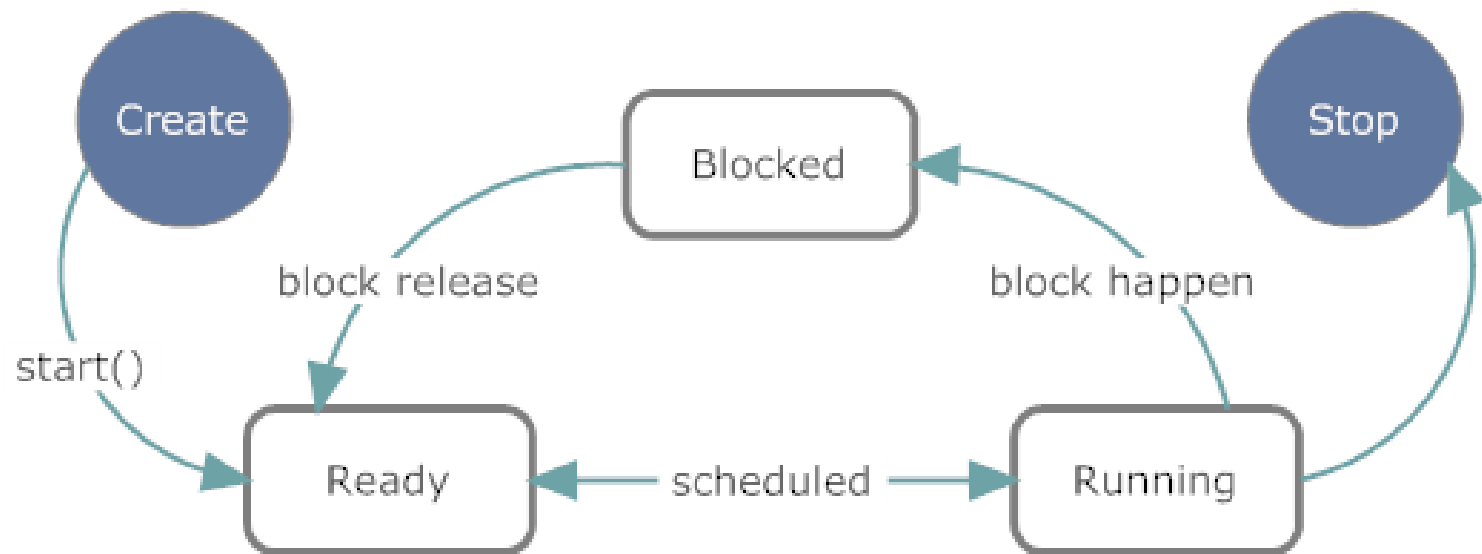 Create
Stop
Blocked
block release
block happen
start()
Ready
scheduled
Running